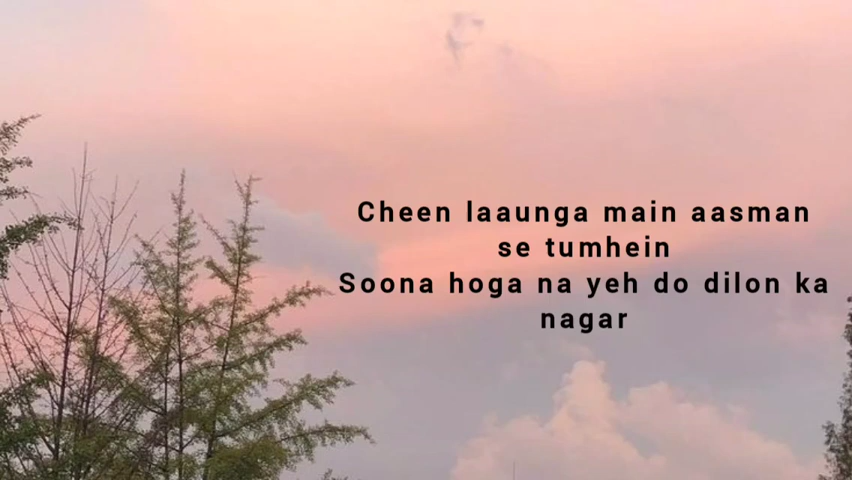 Cheen laaunga main aasman
se tumhein
Soona hoga na yeh do dilon ka
nagar